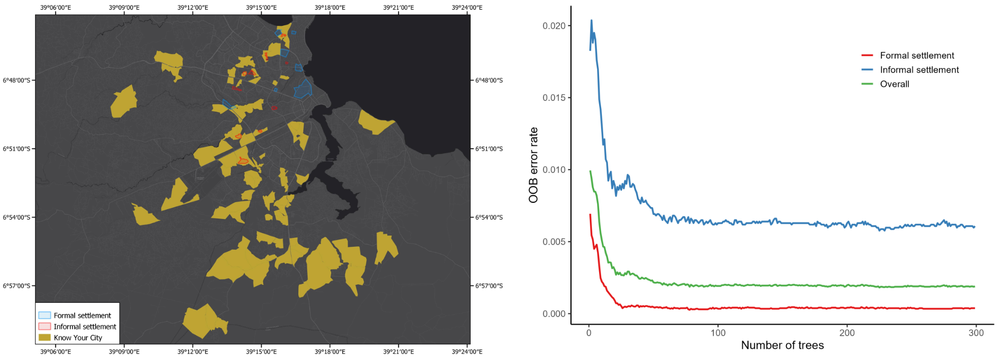 39°06′00″E 39°09′00″E 39°12′00″E 39°15′00″E 39°18′00″E 39°21′00″E 39°24′00″E
6°48′00″S 6°48′00″S
6°51′00″S 6°51′00″S
6°54′00″S 6°54′00″S
6°57′00″S 6°57′00″S
Formal settlement
Informal settlement
Know Your City
39°06′00″E 39°09′00″E 39°12′00″E 39°15′00″E 39°18′00″E 39°21′00″E 39°24′00″E
OOB error rate
0.020
0.015
0.010
0.005
0.000
Formal settlement
Informal settlement
Overall
0 100 200 300
Number of trees